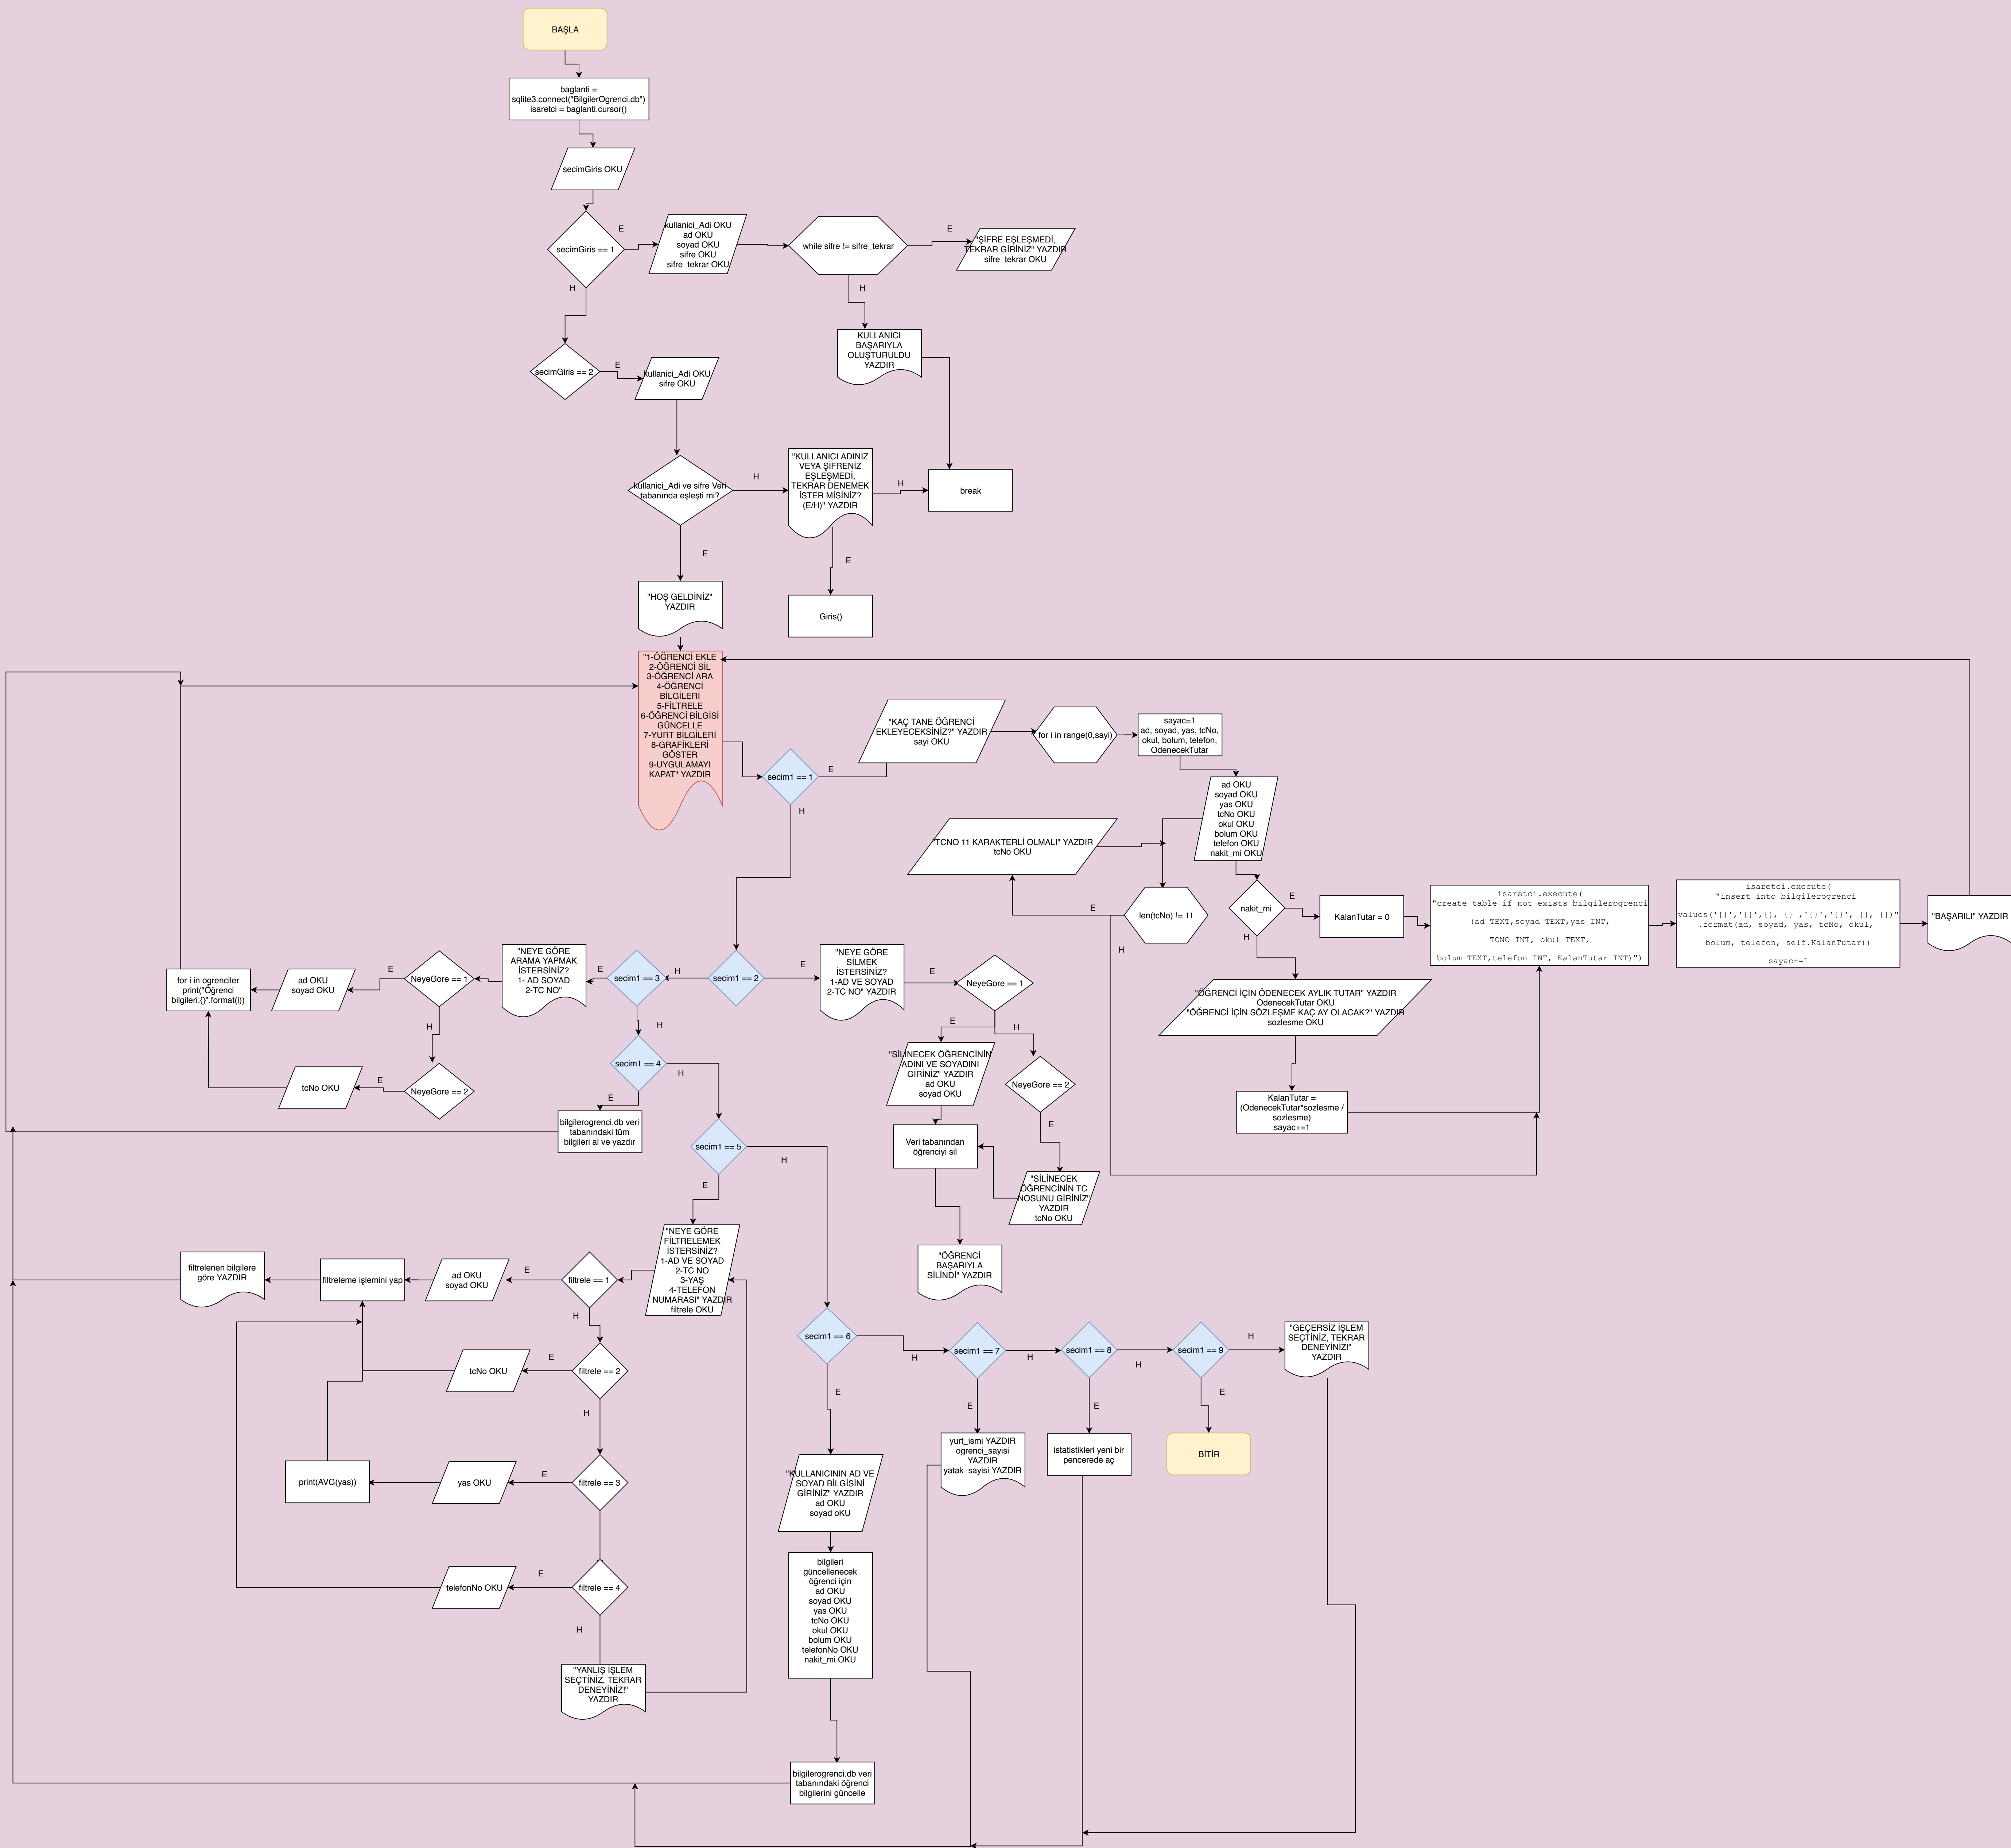 BAŞLA
baglanti =
sqlite3.connect("BilgilerOgrenci.db")
isaretci = baglanti.cursor()
secimGiris OKU
secimGiris == 1
E
H
kullanici_Adi OKU
ad OKU
soyad OKU
sifre OKU
sifre_tekrar OKU
while sifre != sifre_tekrar
E
H
"ŞİFRE EŞLEŞMEDİ,
TEKRAR GİRİNİZ" YAZDIR
sifre_tekrar OKU
KULLANICI
BAŞARIYLA
OLUŞTURULDU
YAZDIR
secimGiris == 2
E
kullanici_Adi OKU
sifre OKU
kullanici_Adi ve sifre Veri
tabanında eşleşti mi?
H
E
"KULLANICI ADINIZ
VEYA ŞİFRENİZ
EŞLEŞMEDİ,
TEKRAR DENEMEK
İSTER MİSİNİZ?
(E/H)" YAZDIR
H
E
break
Giris()
"HOŞ GELDİNİZ"
YAZDIR
"1-ÖĞRENCİ EKLE
2-ÖĞRENCİ SİL
3-ÖĞRENCİ ARA
4-ÖĞRENCİ
BİLGİLERİ
5-FİLTRELE
6-ÖĞRENCİ BİLGİSİ
GÜNCELLE
7-YURT BİLGİLERİ
8-GRAFİKLERİ
GÖSTER
9-UYGULAMAYI
KAPAT" YAZDIR
secim1 == 1
E
H
"KAÇ TANE ÖĞRENCİ
EKLEYECEKSİNİZ?" YAZDIR
sayi OKU
for i in range(0,sayi)
sayac=1
ad, soyad, yas, tcNo,
okul, bolum, telefon,
OdenecekTutar
ad OKU
soyad OKU
yas OKU
tcNo OKU
okul OKU
bolum OKU
telefon OKU
nakit_mi OKU
"TCNO 11 KARAKTERLİ OLMALI" YAZDIR
tcNo OKU
len(tcNo) != 11
E
H
nakit_mi
E
H
KalanTutar = 0
isaretci.execute(
"create table if not exists bilgilerogrenci
(ad TEXT,soyad TEXT,yas INT,
TCNO INT, okul TEXT,
bolum TEXT,telefon INT, KalanTutar INT)")
isaretci.execute(
"insert into bilgilerogrenci
values('{}','{}',{}, {} ,'{}','{}', {}, {})"
.format(ad, soyad, yas, tcNo, okul,
bolum, telefon, self.KalanTutar))
sayac+=1
"BAŞARILI" YAZDIR
"ÖĞRENCİ İÇİN ÖDENECEK AYLIK TUTAR" YAZDIR
OdenecekTutar OKU
"ÖĞRENCİ İÇİN SÖZLEŞME KAÇ AY OLACAK?" YAZDIR
sozlesme OKU
KalanTutar =
(OdenecekTutar*sozlesme /
sozlesme)
sayac+=1
secim1 == 2
E
H
"NEYE GÖRE
SİLMEK
İSTERSİNİZ?
1-AD VE SOYAD
2-TC NO" YAZDIR
E
NeyeGore == 1
E
H
"SİLİNECEK ÖĞRENCİNİN
ADINI VE SOYADINI
GİRİNİZ" YAZDIR
ad OKU
soyad OKU
NeyeGore == 2
E
Veri tabanından
öğrenciyi sil
"SİLİNECEK
ÖĞRENCİNİN TC
NOSUNU GİRİNİZ"
YAZDIR
tcNo OKU
"ÖĞRENCİ
BAŞARIYLA
SİLİNDİ" YAZDIR
secim1 == 3
E
H
"NEYE GÖRE
ARAMA YAPMAK
İSTERSİNİZ?
1- AD SOYAD
2-TC NO"
NeyeGore == 1
E
H
ad OKU
soyad OKU
for i in ogrenciler
print("Öğrenci
bilgileri:{}".format(i))
NeyeGore == 2
E
tcNo OKU
secim1 == 4
H
E
bilgilerogrenci.db veri
tabanındaki tüm
bilgileri al ve yazdır
secim1 == 5
H
E
"NEYE GÖRE
FİLTRELEMEK
İSTERSİNİZ?
1-AD VE SOYAD
2-TC NO
3-YAŞ
4-TELEFON
NUMARASI" YAZDIR
filtrele OKU
filtrele == 1
E
H
ad OKU
soyad OKU
filtreleme işlemini yap
filtrelenen bilgilere
göre YAZDIR
filtrele == 2
E
H
tcNo OKU
filtrele == 3
E
yas OKU
print(AVG(yas))
filtrele == 4
E
H
telefonNo OKU
"YANLIŞ İŞLEM
SEÇTİNİZ, TEKRAR
DENEYİNİZ!"
YAZDIR
secim1 == 6
H
E
"KULLANICININ AD VE
SOYAD BİLGİSİNİ
GİRİNİZ" YAZDIR
ad OKU
soyad oKU
bilgileri
güncellenecek
öğrenci için
ad OKU
soyad OKU
yas OKU
tcNo OKU
okul OKU
bolum OKU
telefonNo OKU
nakit_mi OKU
bilgilerogrenci.db veri
tabanındaki öğrenci
bilgilerini güncelle
secim1 == 7
H
E
yurt_ismi YAZDIR
ogrenci_sayisi
YAZDIR
yatak_sayisi YAZDIR
secim1 == 8
H
E
istatistikleri yeni bir
pencerede aç
secim1 == 9
H
E
BİTİR
"GEÇERSİZ İŞLEM
SEÇTİNİZ, TEKRAR
DENEYİNİZ!"
YAZDIR